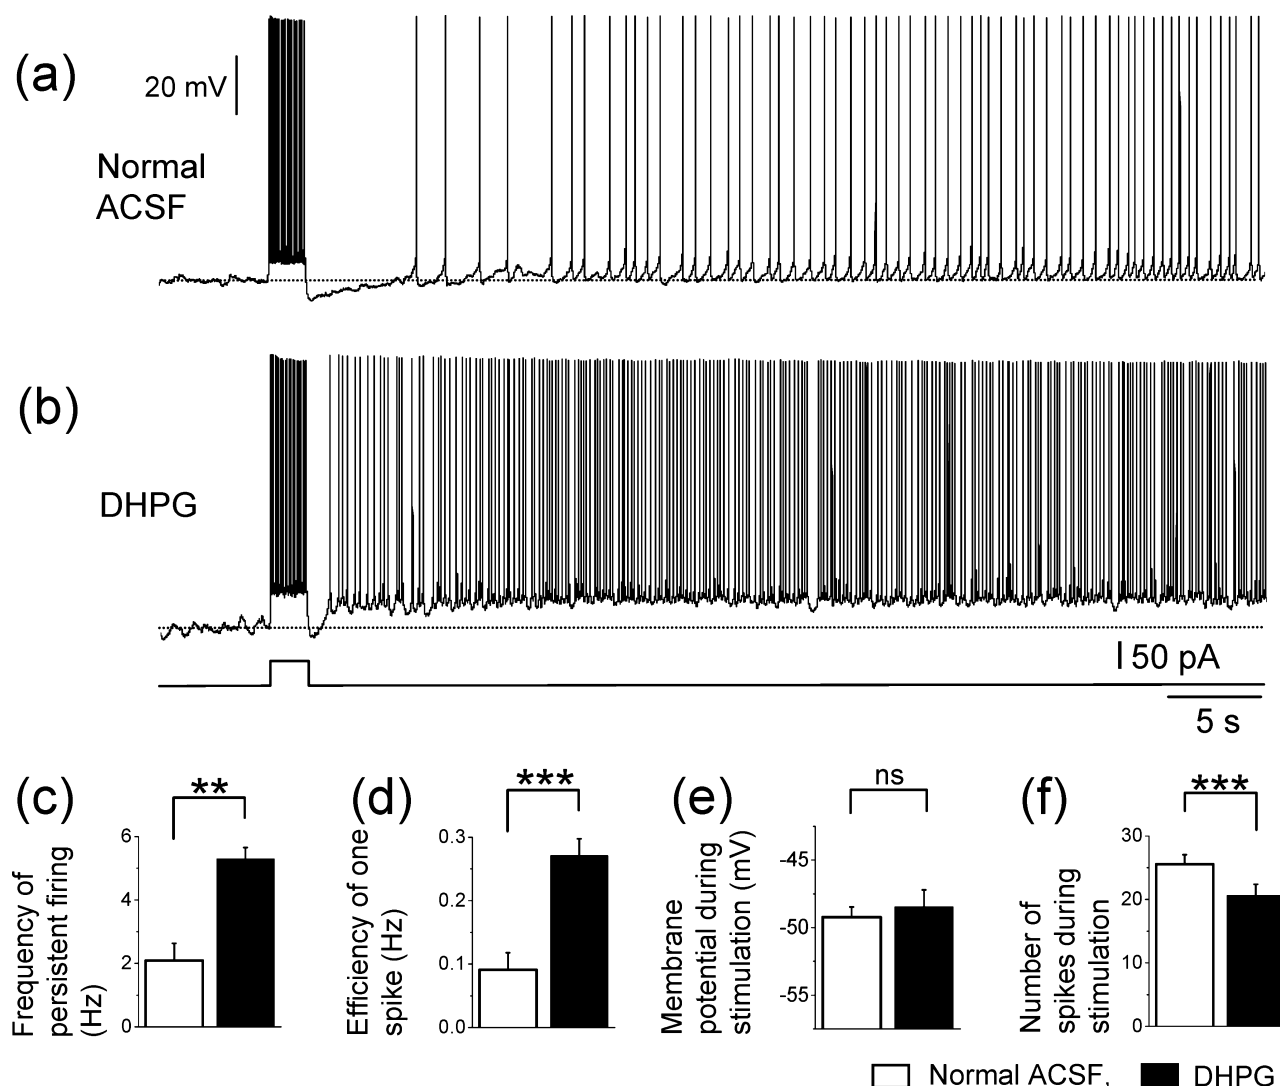 (a)
20 mV
Normal
ACSF
(b)
DHPG
50 pA
5 s
(c)
**
Frequency of
persistent firing
(Hz)
6
4
2
0
(d)
***
Efficiency of one
spike (Hz)
0.3
0.2
0.1
0.0
(e)
ns
Membrane
potential during
stimulation (mV)
-45
-50
-55
(f)
***
Number of
spikes during
stimulation
30
20
10
0
Normal ACSF, DHPG